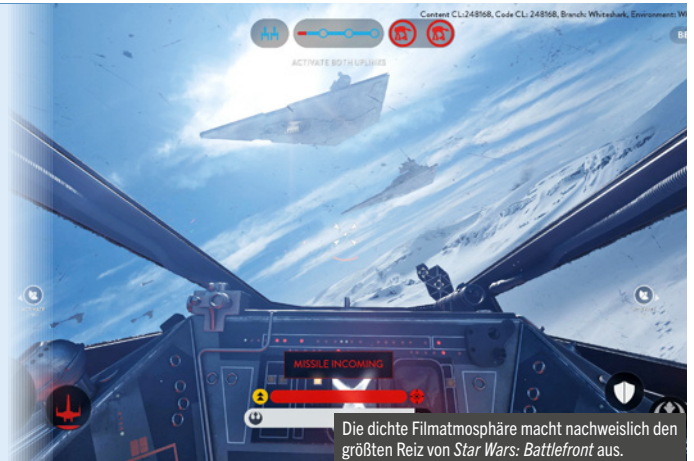 Content CL:248168, Code CL: 248168, Branch: Whiteshark, Environment:
ACTIVATE BOTH UPLINKS
MISSILE INCOMING
Die dichte Filmatmosphäre macht nachweislich den
größten Reiz von Star Wars: Battlefront aus.